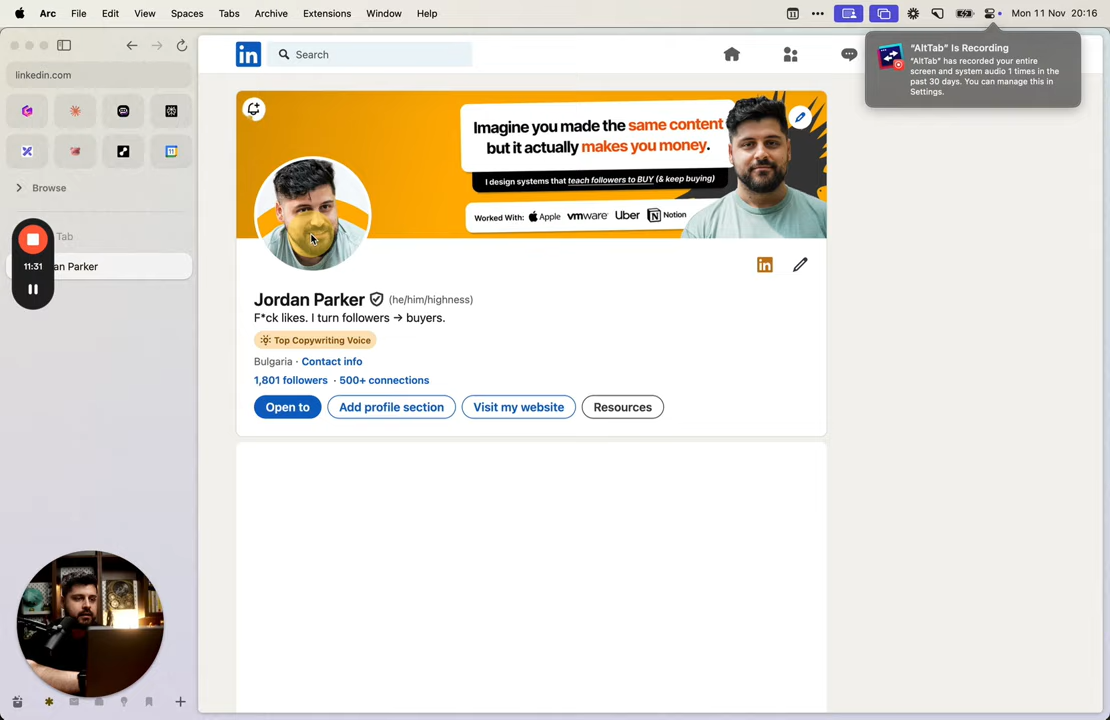 Arc File Edit View Spaces Tabs Archive Extensions Window Help
11
Mon 11 Nov 20:16
"AltTab" Is Recording
"AltTab" has recorded your entire
screen and system audio 1 times in the
past 30 days. You can manage this in
Settings.
linkedin.com
11
Browse
Tab
an Parker
11:31
in
Search
Imagine you made the same content
but it actually makes you money.
I design systems that teach followers to BUY (& keep buying)
Worked With: Apple vmware Uber Notion
in
Jordan Parker (he/him/highness)
F*ck likes. I turn followers → buyers.
Top Copywriting Voice
Bulgaria · Contact info
1,801 followers · 500+ connections
Open to
Add profile section
Visit my website
Resources